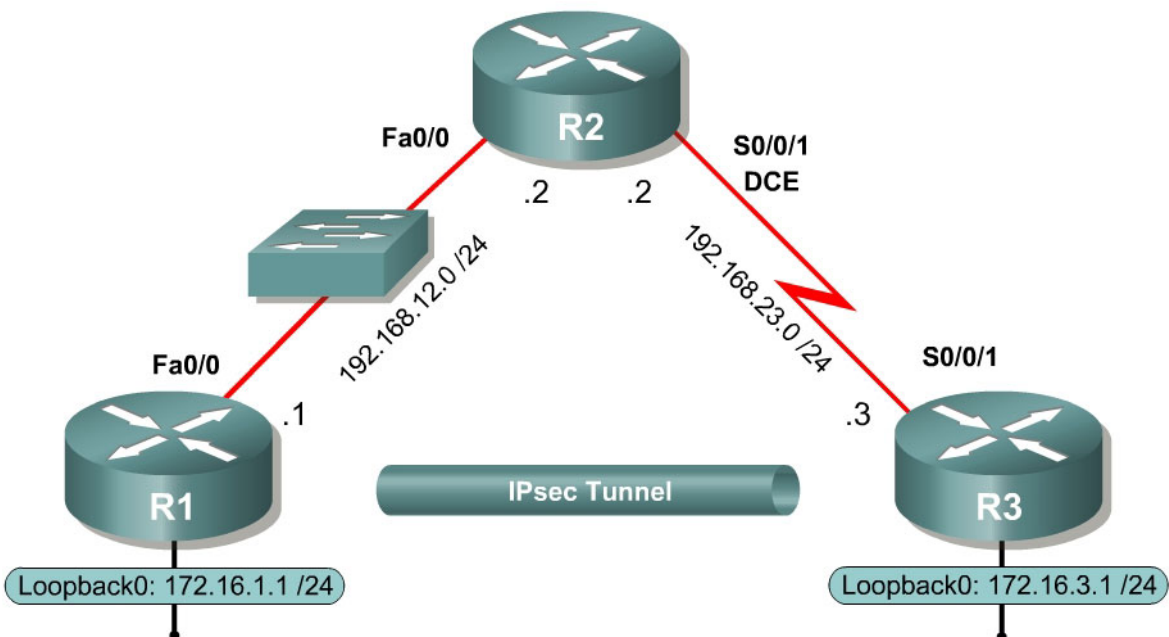 R2
Fa0/0
S0/0/1
DCE
.2
.2
192.168.12.0 /24
192.168.23.0 /24
Fa0/0
S0/0/1
.1
.3
IPsec Tunnel
R1
R3
Loopback0: 172.16.1.1 /24
Loopback0: 172.16.3.1 /24